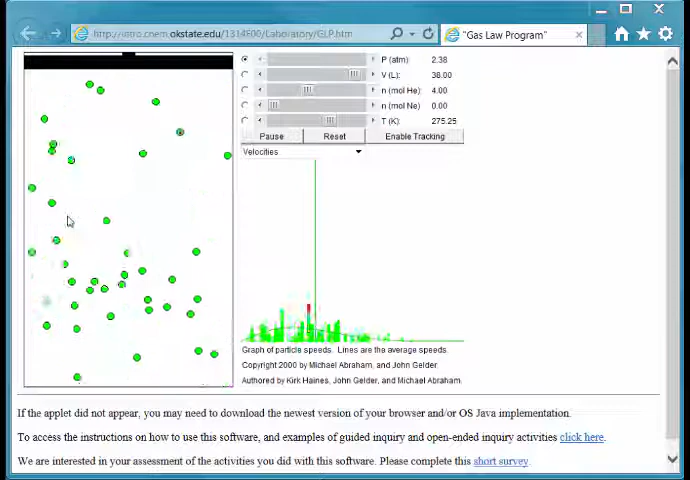 http://intro.chem.okstate.edu/1314F00/Laboratory/GLP.htm
"Gas Law Program"
P (atm) 2.38
V (L): 38.00
n (mol He): 4.00
n (mol Ne): 0.00
T (K): 275.25
Pause Reset Enable Tracking
Velocities
Graph of particle speeds. Lines are the average speeds.
Copyright 2000 by Michael Abraham, and John Gelder.
Authored by Kirk Haines, John Gelder, and Michael Abraham.
If the applet did not appear, you may need to download the newest version of your browser and/or OS Java implementation.
To access the instructions on how to use this software, and examples of guided inquiry and open-ended inquiry activities click here.
We are interested in your assessment of the activities you did with this software. Please complete this short survey.